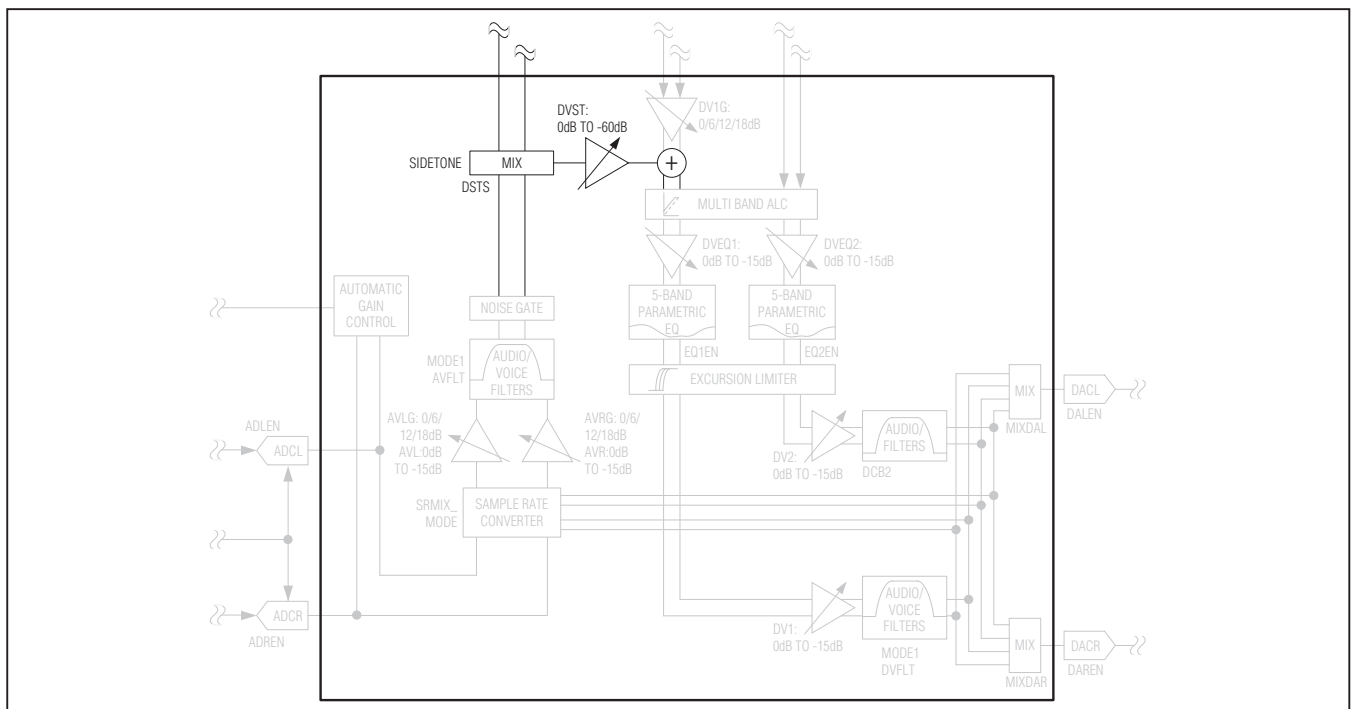 DV1G:
0/6/12/18dB
DVST:
0dB TO -60dB
SIDETONE
MIX
+
DSTS
MULTI BAND ALC
DVEQ1:
0dB TO -15dB
DVEQ2:
0dB TO -15dB
AUTOMATIC
GAIN
CONTROL
NOISE GATE
5-BAND
PARAMETRIC
EQ
5-BAND
PARAMETRIC
EQ
EQ1EN
EQ2EN
MODE1
AVFLT
AUDIO/
VOICE
FILTERS
EXCURSION LIMITER
MIX
MIXDAL
DACL
DALEN
AVLG: 0/6/
12/18dB
AVL:0dB
TO -15dB
AVRG: 0/6/
12/18dB
AVR:0dB
TO -15dB
ADLEN
ADCL
DV2:
0dB TO -15dB
AUDIO/
FILTERS
DCB2
SRMIX_
MODE
SAMPLE RATE
CONVERTER
ADCR
ADREN
DV1:
0dB TO -15dB
AUDIO/
VOICE
FILTERS
MODE1
DVFLT
MIX
MIXDAR
DACR
DAREN